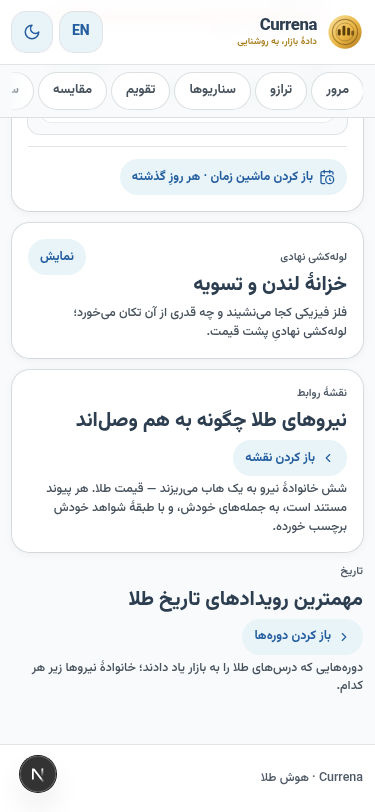 Currena
دادهٔ بازار، به روشنایی
EN
مرور
ترازو
سناریوها
تقویم
مقایسه
باز کردن ماشین زمان · هر روزِ گذشته
لوله‌کشی نهادی
نمایش
خزانهٔ لندن و تسویه
فلز فیزیکی کجا می‌نشیند و چه قدری از آن تکان می‌خورد؛
لوله‌کشی نهادیِ پشت قیمت.
نقشهٔ روابط
نیروهای طلا چگونه به هم وصل‌اند
باز کردن نقشه
شش خانوادهٔ نیرو به یک هاب می‌ریزند — قیمت طلا. هر پیوند
مستند است، به جمله‌های خودش، و با طبقهٔ شواهد خودش
برچسب خورده.
تاریخ
مهمترین رویدادهای تاریخ طلا
باز کردن دوره‌ها
دوره‌هایی که درس‌های طلا را به بازار یاد دادند؛ خانوادهٔ نیروها زیر هر
کدام.
Currena · هوش طلا
N